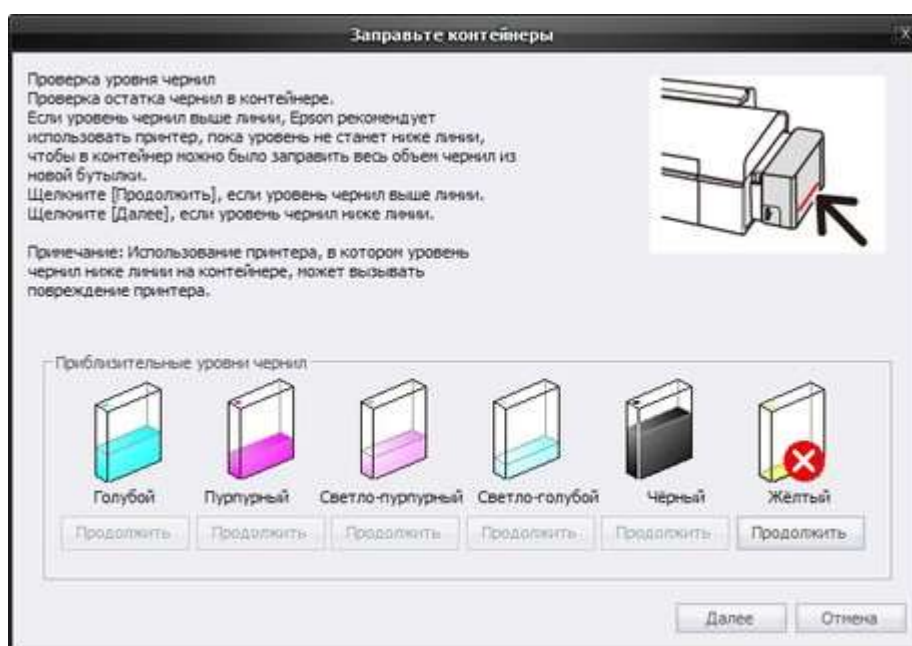 Заправьте контейнеры
Проверка уровня чернил
Проверка остатка чернил в контейнере.
Если уровень чернил выше линии, Epson рекомендует
использовать принтер, пока уровень не станет ниже линии,
чтобы в контейнер можно было заправить весь объем чернил из
новой бутылки.
Щелкните [Продолжить], если уровень чернил выше линии.
Щелкните [Далее], если уровень чернил ниже линии.
Примечание: Использование принтера, в котором уровень
чернил ниже линии на контейнере, может вызывать
повреждение принтера.
Приблизительные уровни чернил
Голубой Пурпурный Светло-пурпурный Светло-голубой Чёрный Жёлтый
Продолжить Продолжить Продолжить Продолжить Продолжить Продолжить
Далее Отмена